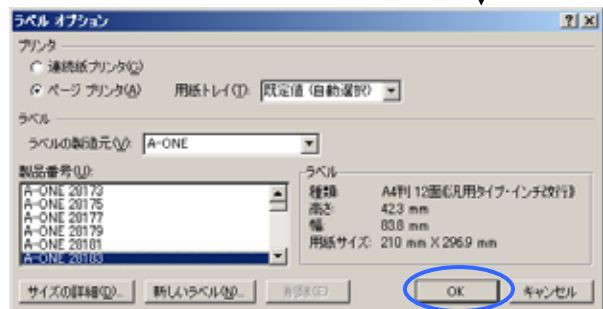 ラベル オプション
プリンタ
連続紙プリンタ(C)
ページ プリンタ(A) 用紙トレイ(T): 既定値 (自動選択)
ラベル
ラベルの製造元(V): A-ONE
製品番号(U): ラベル
A-ONE 28173 種類: A4判 12面《汎用タイプ・インチ改行》
A-ONE 28175 高さ: 42.3 mm
A-ONE 28177 幅: 83.8 mm
A-ONE 28179 用紙サイズ: 210 mm X 296.9 mm
A-ONE 28181
A-ONE 28183
サイズの詳細(D)... 新しいラベル(N)... 削除(E) OK キャンセル